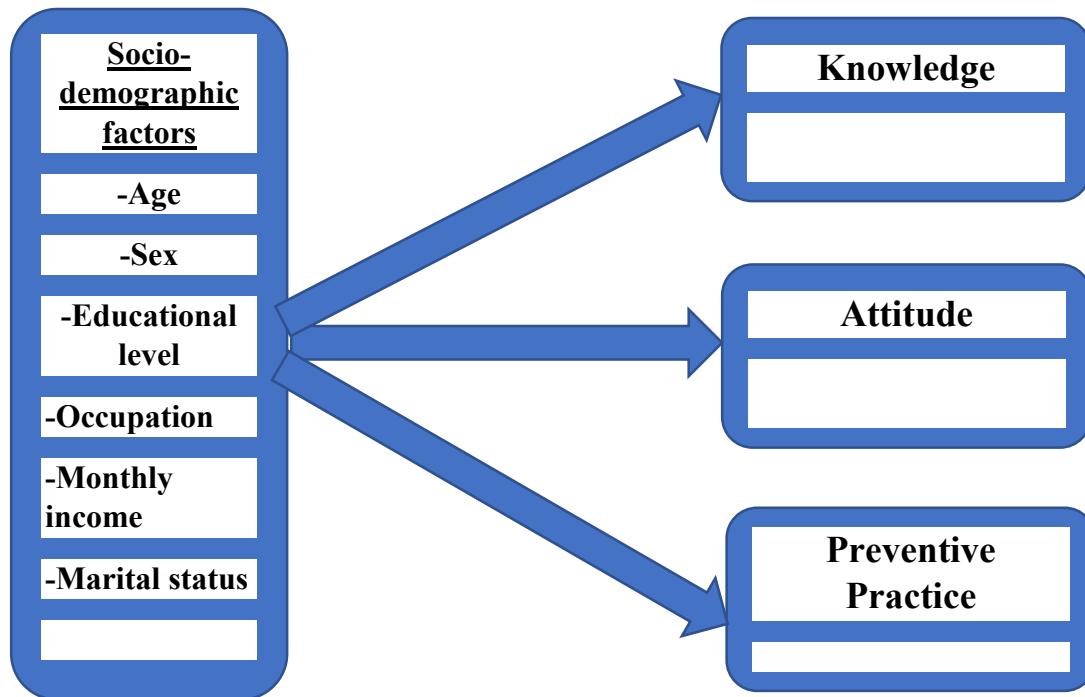 Socio-
demographic
factors
-Age
-Sex
-Educational
level
-Occupation
-Monthly
income
-Marital status
Knowledge
Attitude
Preventive
Practice